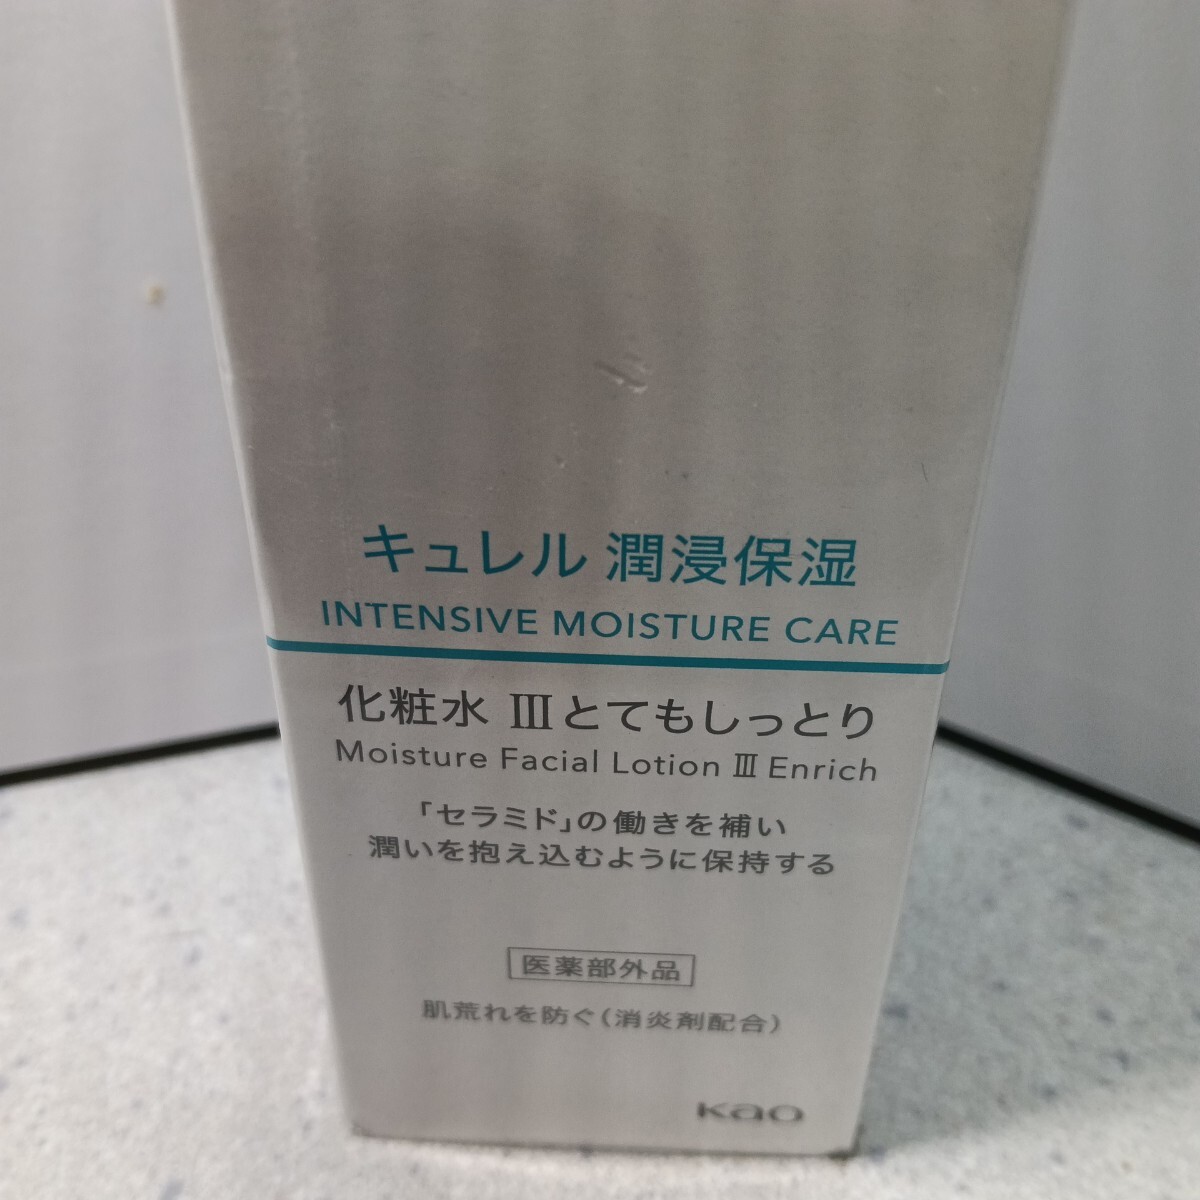 キュレル 潤浸保湿
INTENSIVE MOISTURE CARE
化粧水 Ⅲとてもしっとり
Moisture Facial Lotion Ⅲ Enrich
「セラミド」の働きを補い
潤いを抱え込むように保持する
医薬部外品
肌荒れを防ぐ(消炎剤配合)
Kao